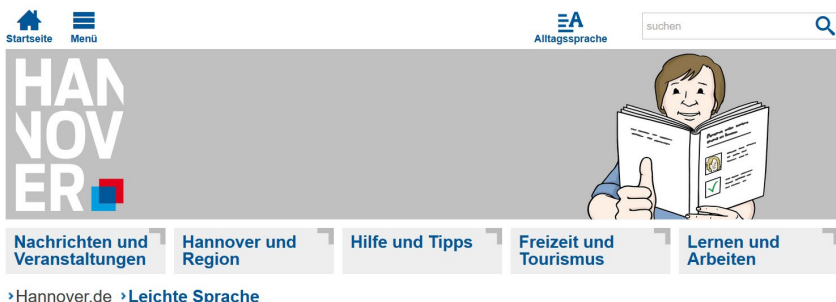 Startseite Menü Alltagssprache suchen
HAN
NOV
ER
Nachrichten und Veranstaltungen
Hannover und Region
Hilfe und Tipps
Freizeit und Tourismus
Lernen und Arbeiten
Hannover.de Leichte Sprache